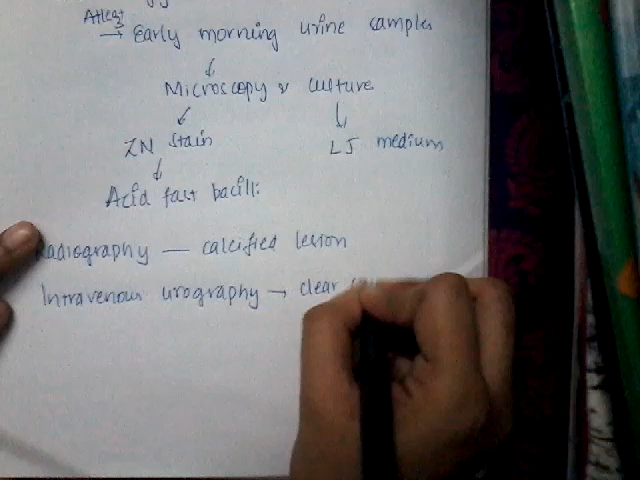 Atleast
→ Early morning urine samples
↓
Microscopy & culture
↙ ↓
ZN Stain LJ medium
↓
Acid fast bacilli
Radiography — calcified lesion
Intravenous urography → clear